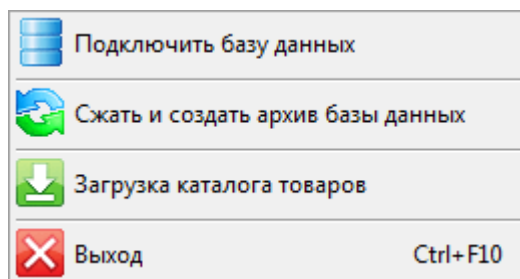 Подключить базу данных
Сжать и создать архив базы данных
Загрузка каталога товаров
Выход Ctrl+F10